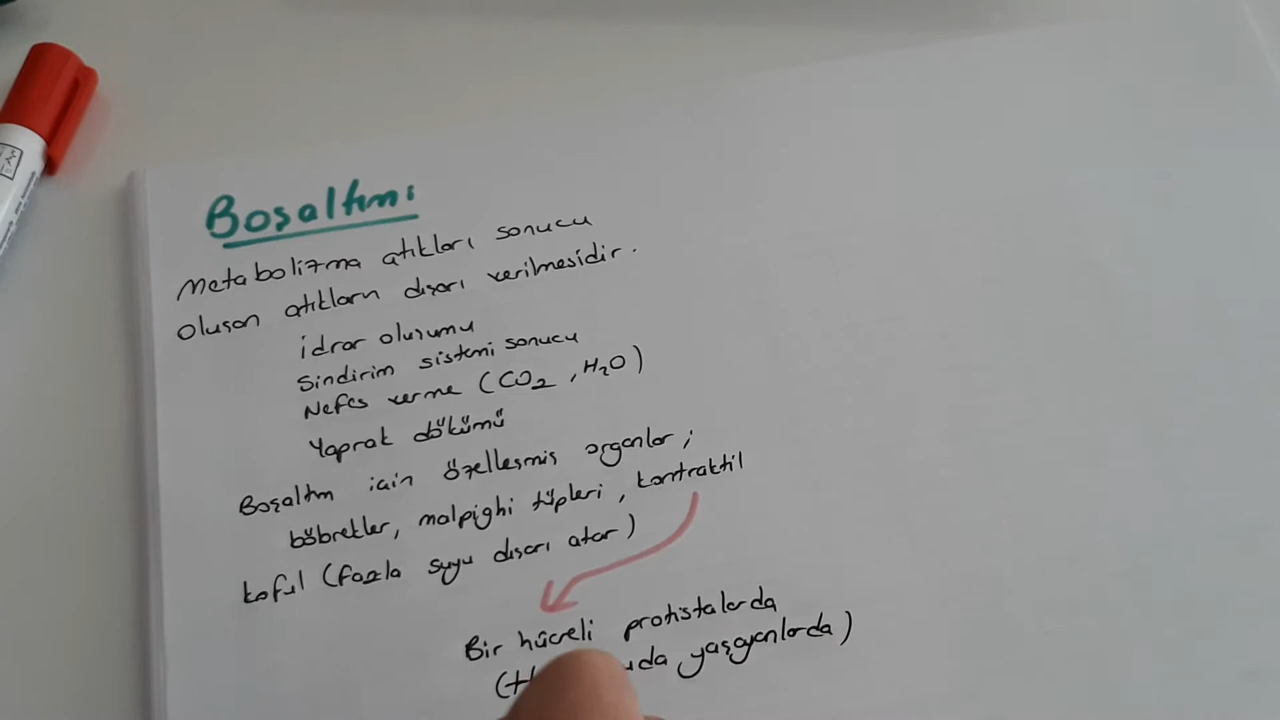 Boşaltım:
Metabolizma atıkları sonucu
oluşan atıkların dışarı verilmesidir.
idrar oluşumu
Sindirim sistemi sonucu
Nefes verme (CO₂, H₂O)
Yaprak dökümü
Boşaltım için özelleşmiş organlar;
böbrekler, malpighi tüpleri, kontraktil
koful (fazla suyu dışarı atar)
Bir hücreli protistalarda
yaşayanlarda)